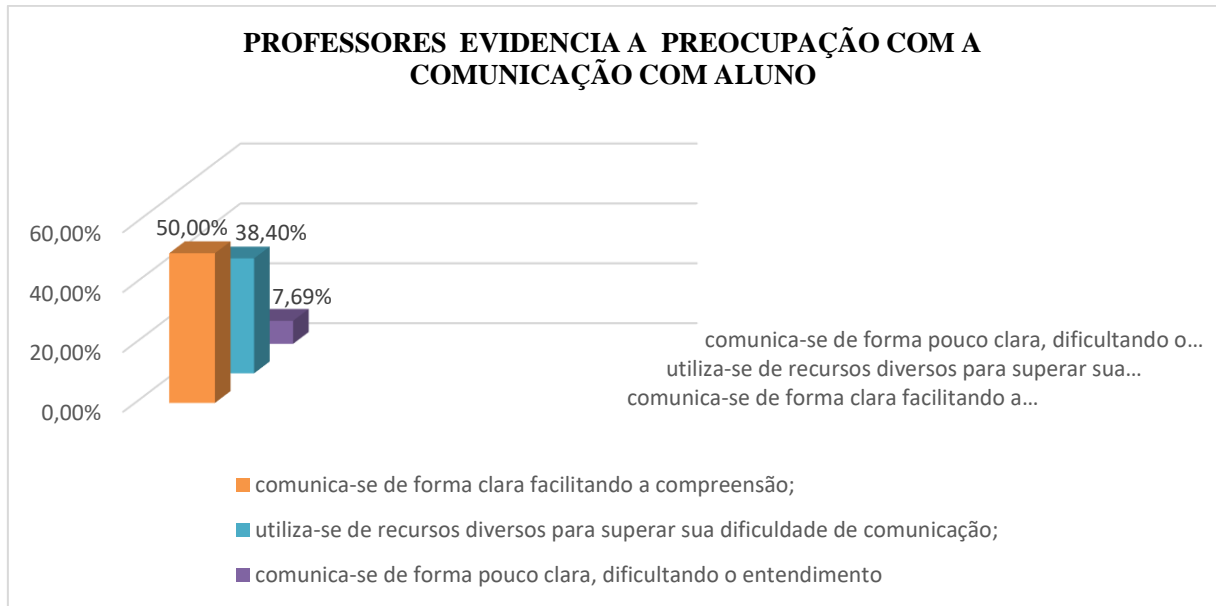 PROFESSORES EVIDENCIA A PREOCUPAÇÃO COM A
COMUNICAÇÃO COM ALUNO
60,00%
40,00%
20,00%
0,00%
50,00%
38,40%
7,69%
comunica-se de forma pouco clara, dificultando o...
utiliza-se de recursos diversos para superar sua...
comunica-se de forma clara facilitando a...
comunica-se de forma clara facilitando a compreensão;
utiliza-se de recursos diversos para superar sua dificuldade de comunicação;
comunica-se de forma pouco clara, dificultando o entendimento